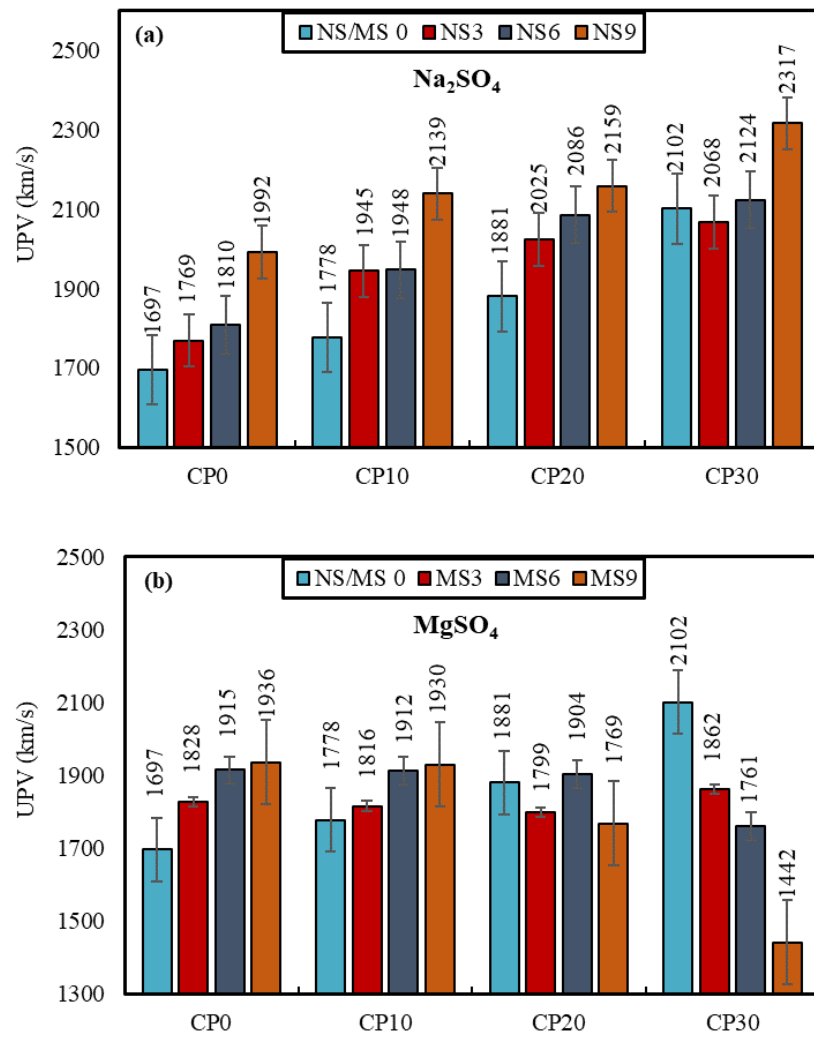 (a)
NS/MS 0 NS3 NS6 NS9
Na₂SO₄
UPV (km/s)
2500
2300
2100
1900
1700
1500
1697 1769 1810 1992
1778 1945 1948 2139
1881 2025 2086 2159
2102 2068 2124 2317
CP0 CP10 CP20 CP30
(b)
NS/MS 0 MS3 MS6 MS9
MgSO₄
UPV (km/s)
2500
2300
2100
1900
1700
1500
1300
1697 1828 1915 1936
1778 1816 1912 1930
1881 1799 1904 1769
2102 1862 1761 1442
CP0 CP10 CP20 CP30